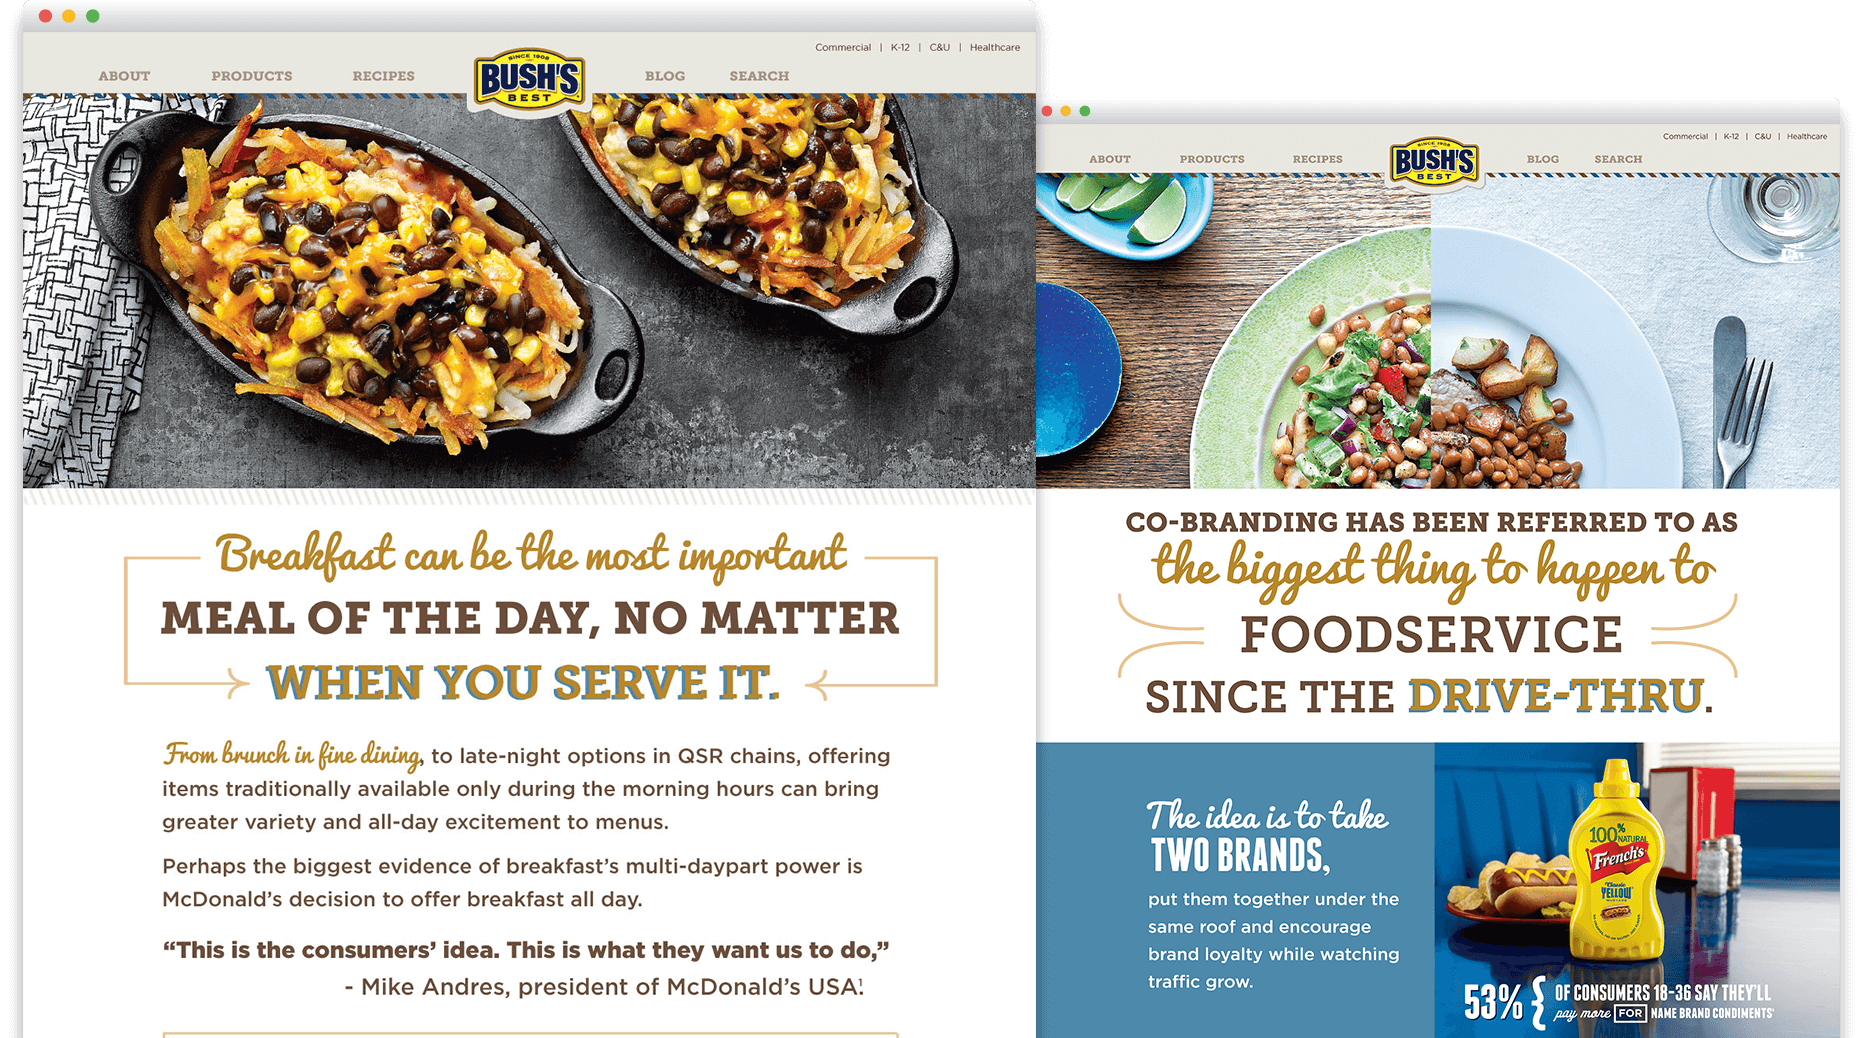 Commercial | K-12 | C&U | Healthcare
ABOUT PRODUCTS RECIPES BLOG SEARCH
SINCE 1908
BUSH'S
BEST
Breakfast can be the most important
MEAL OF THE DAY, NO MATTER
WHEN YOU SERVE IT.
From brunch in fine dining, to late-night options in QSR chains, offering
items traditionally available only during the morning hours can bring
greater variety and all-day excitement to menus.
Perhaps the biggest evidence of breakfast's multi-daypart power is
McDonald's decision to offer breakfast all day.
“This is the consumers’ idea. This is what they want us to do,”
- Mike Andres, president of McDonald’s USA.¹
Commercial | K-12 | C&U | Healthcare
ABOUT PRODUCTS RECIPES BLOG SEARCH
SINCE 1908
BUSH'S
BEST
CO-BRANDING HAS BEEN REFERRED TO AS
the biggest thing to happen to
FOODSERVICE
SINCE THE DRIVE-THRU.
The idea is to take
TWO BRANDS,
put them together under the
same roof and encourage
brand loyalty while watching
traffic grow.
100% NATURAL
French's
Classic
YELLOW
MUSTARD
53% { OF CONSUMERS 18-36 SAY THEY'LL
pay more FOR NAME BRAND CONDIMENTS